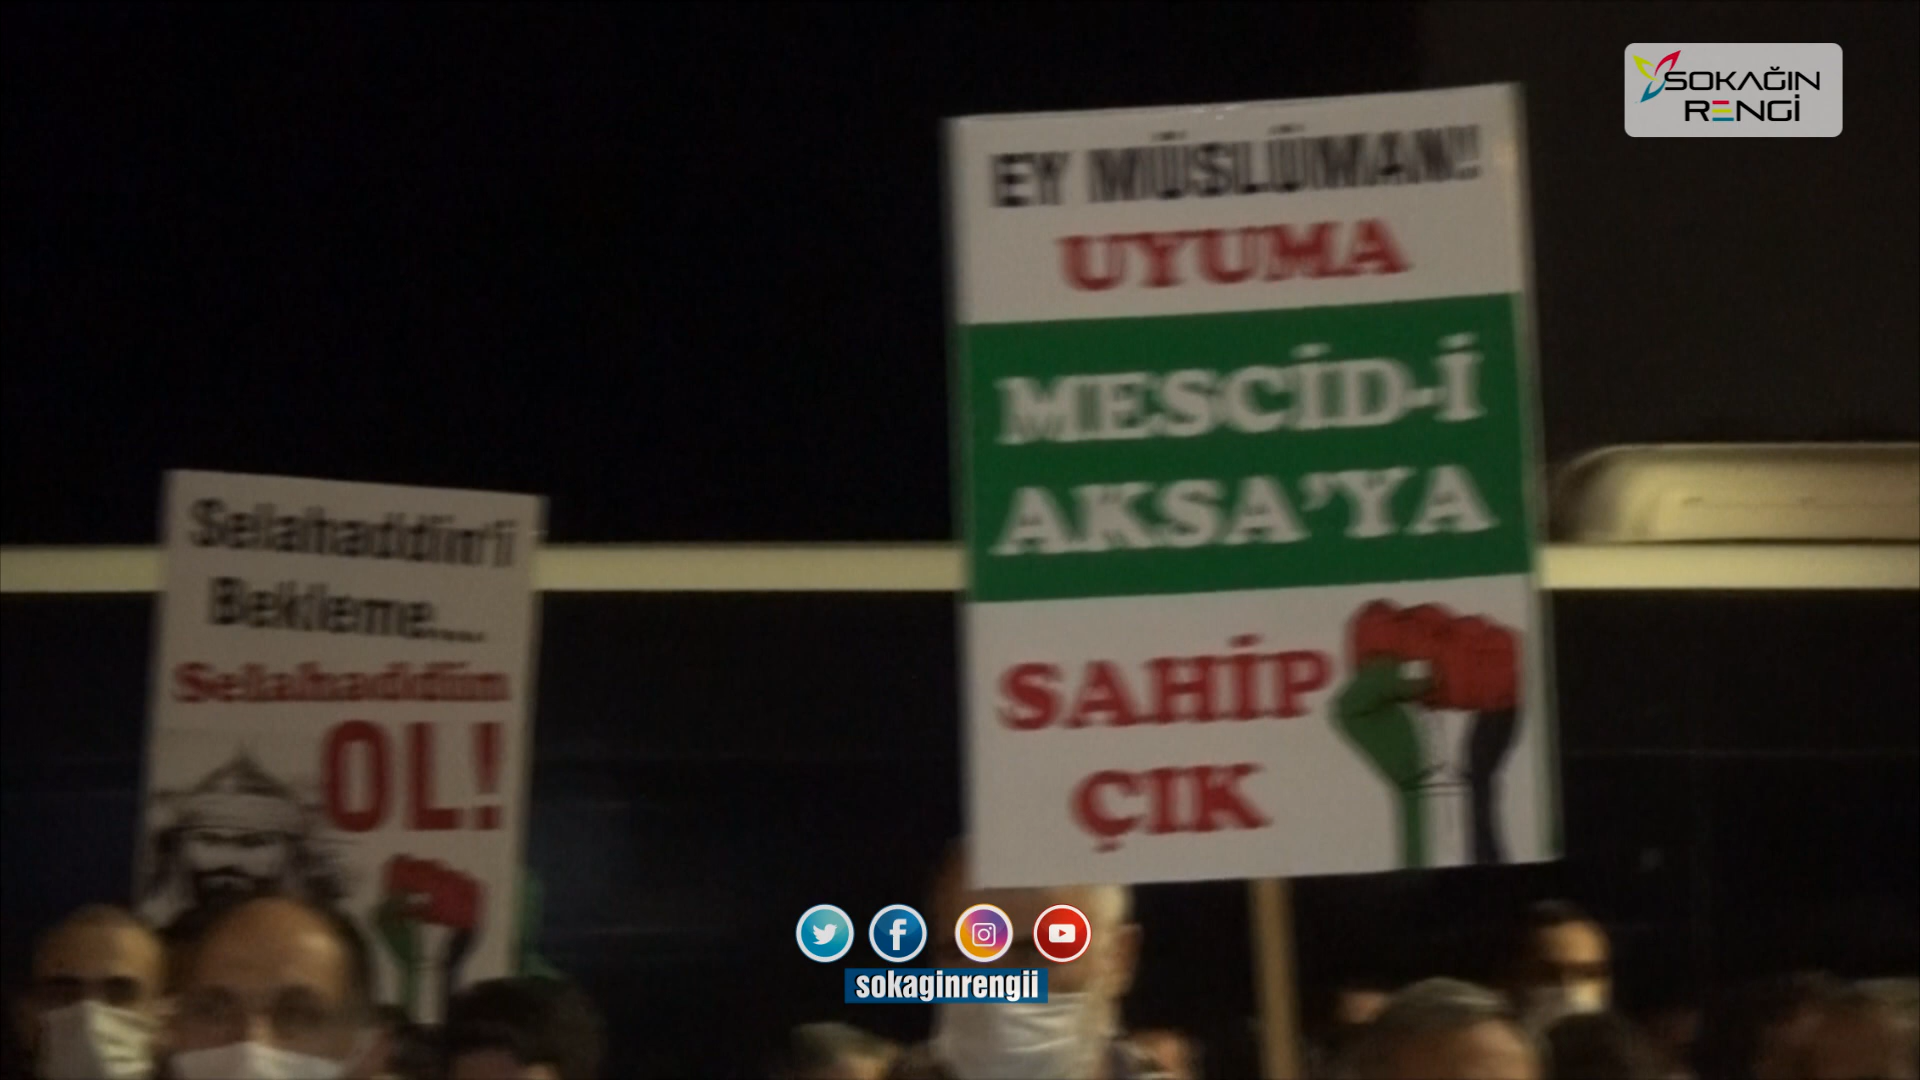 SOKAĞIN
RENGİ
EY MÜSLÜMAN!!
UYUMA
MESCİD-İ
AKSA'YA
SAHİP
ÇIK
Selahaddin'i
Bekleme....
Selahaddin
OL!
sokaginrengii